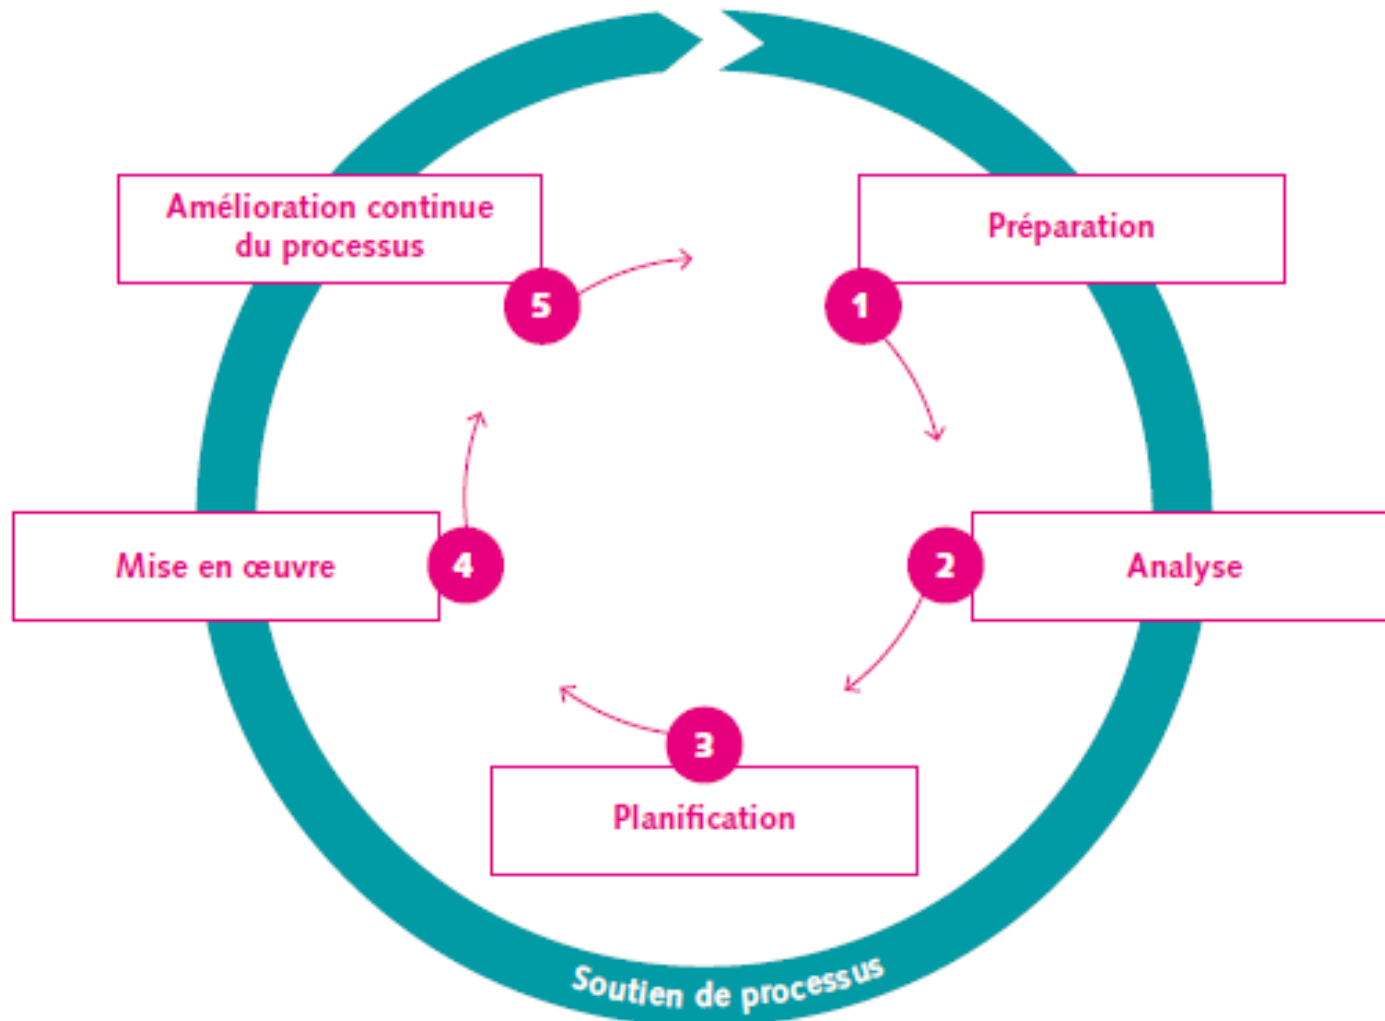 Préparation
1
2
Analyse
3
Planification
4
Mise en œuvre
5
Amélioration continue
du processus
Soutien de processus